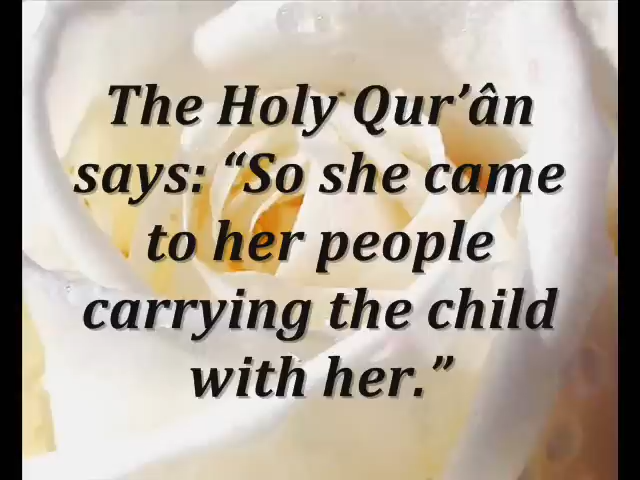 The Holy Qur’ân
says: “So she came
to her people
carrying the child
with her.”